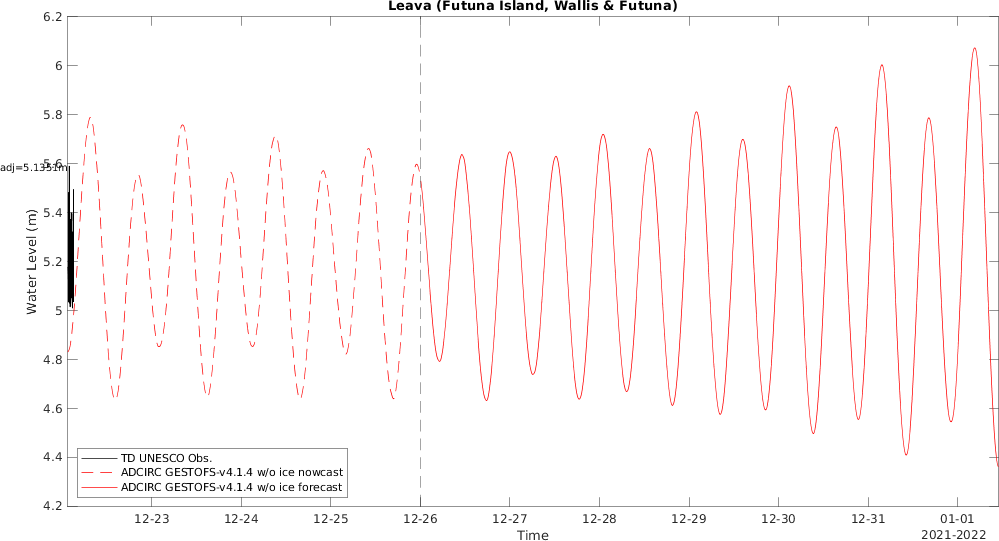 Leava (Futuna Island, Wallis & Futuna)
6.2
6
5.8
5.6
adj=5.1351m
5.4
5.2
5
4.8
4.6
4.4
4.2
Water Level (m)
TD UNESCO Obs.
ADCIRC GESTOFS-v4.1.4 w/o ice nowcast
ADCIRC GESTOFS-v4.1.4 w/o ice forecast
12-23 12-24 12-25 12-26 12-27 12-28 12-29 12-30 12-31 01-01
Time
2021-2022